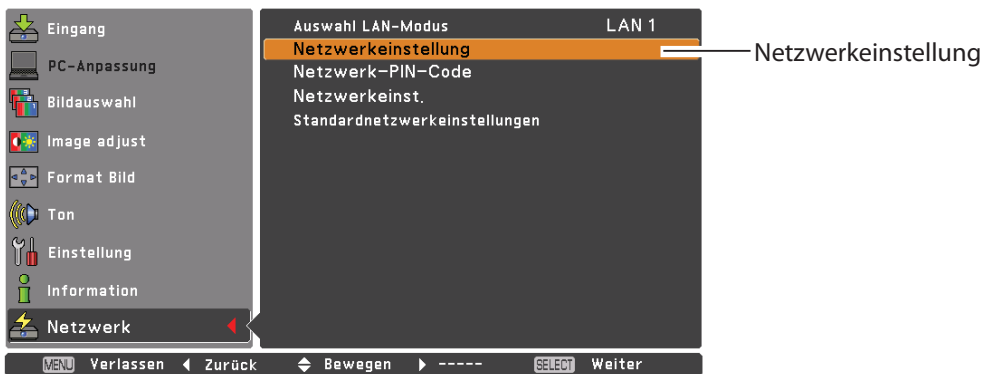 Eingang
PC-Anpassung
Bildauswahl
Image adjust
Format Bild
Ton
Einstellung
Information
Netzwerk
Auswahl LAN-Modus LAN 1
Netzwerkeinstellung
Netzwerk-PIN-Code
Netzwerkeinst.
Standardnetzwerkeinstellungen
Netzwerkeinstellung
MENU Verlassen Zurück Bewegen ----- SELECT Weiter